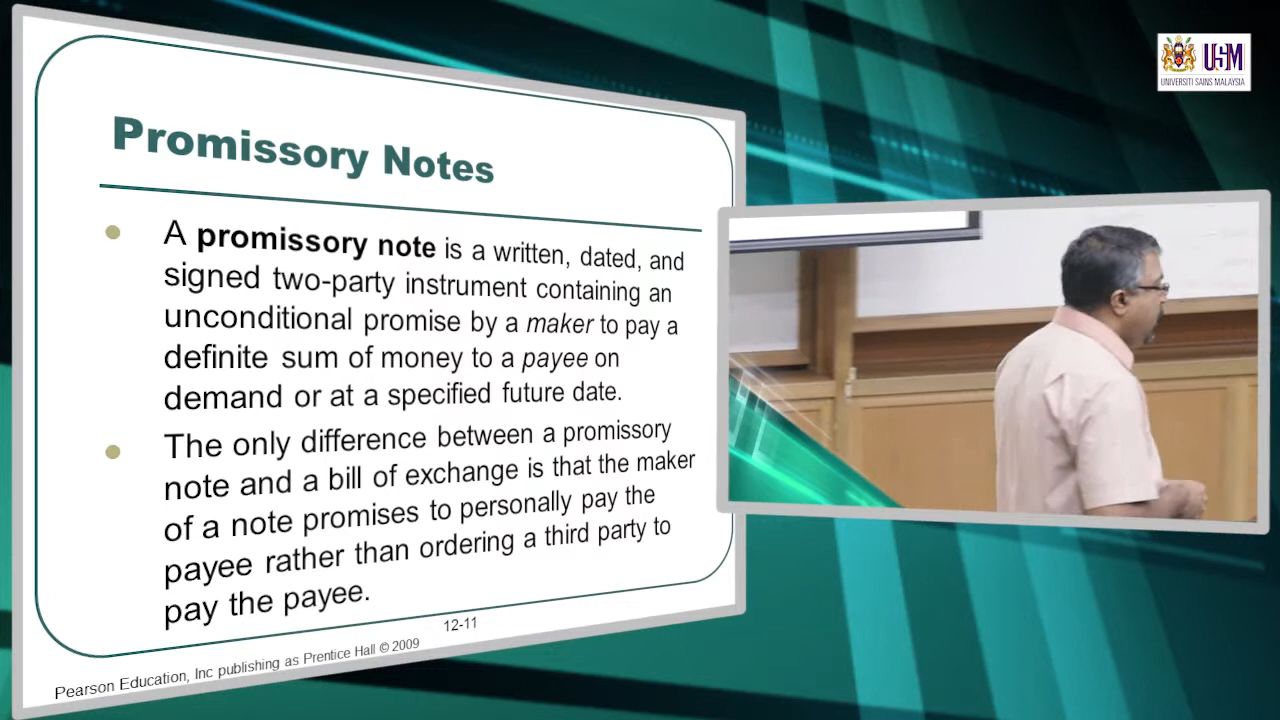 Promissory Notes
A promissory note is a written, dated, and
signed two-party instrument containing an
unconditional promise by a maker to pay a
definite sum of money to a payee on
demand or at a specified future date.
The only difference between a promissory
note and a bill of exchange is that the maker
of a note promises to personally pay the
payee rather than ordering a third party to
pay the payee.
12-11
Pearson Education, Inc publishing as Prentice Hall © 2009
USM
UNIVERSITI SAINS MALAYSIA